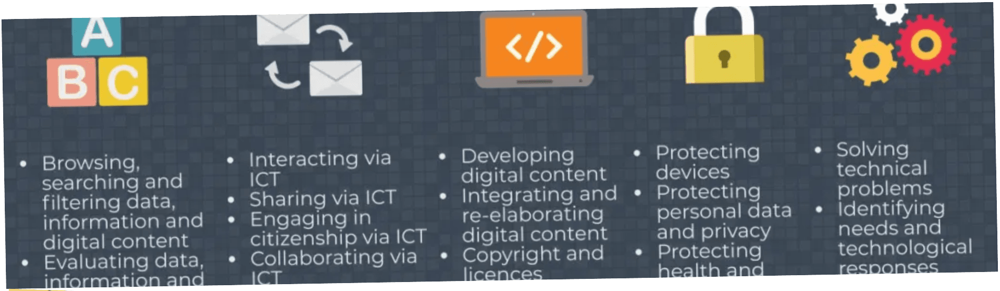 A
B C
</>
• Browsing,
searching and
filtering data,
information and
digital content
• Evaluating data,
information and
• Interacting via
ICT
• Sharing via ICT
• Engaging in
citizenship via ICT
• Collaborating via
ICT
• Developing
digital content
• Integrating and
re-elaborating
digital content
• Copyright and
licences
• Protecting
devices
• Protecting
personal data
and privacy
• Protecting
health and
• Solving
technical
problems
• Identifying
needs and
technological
responses